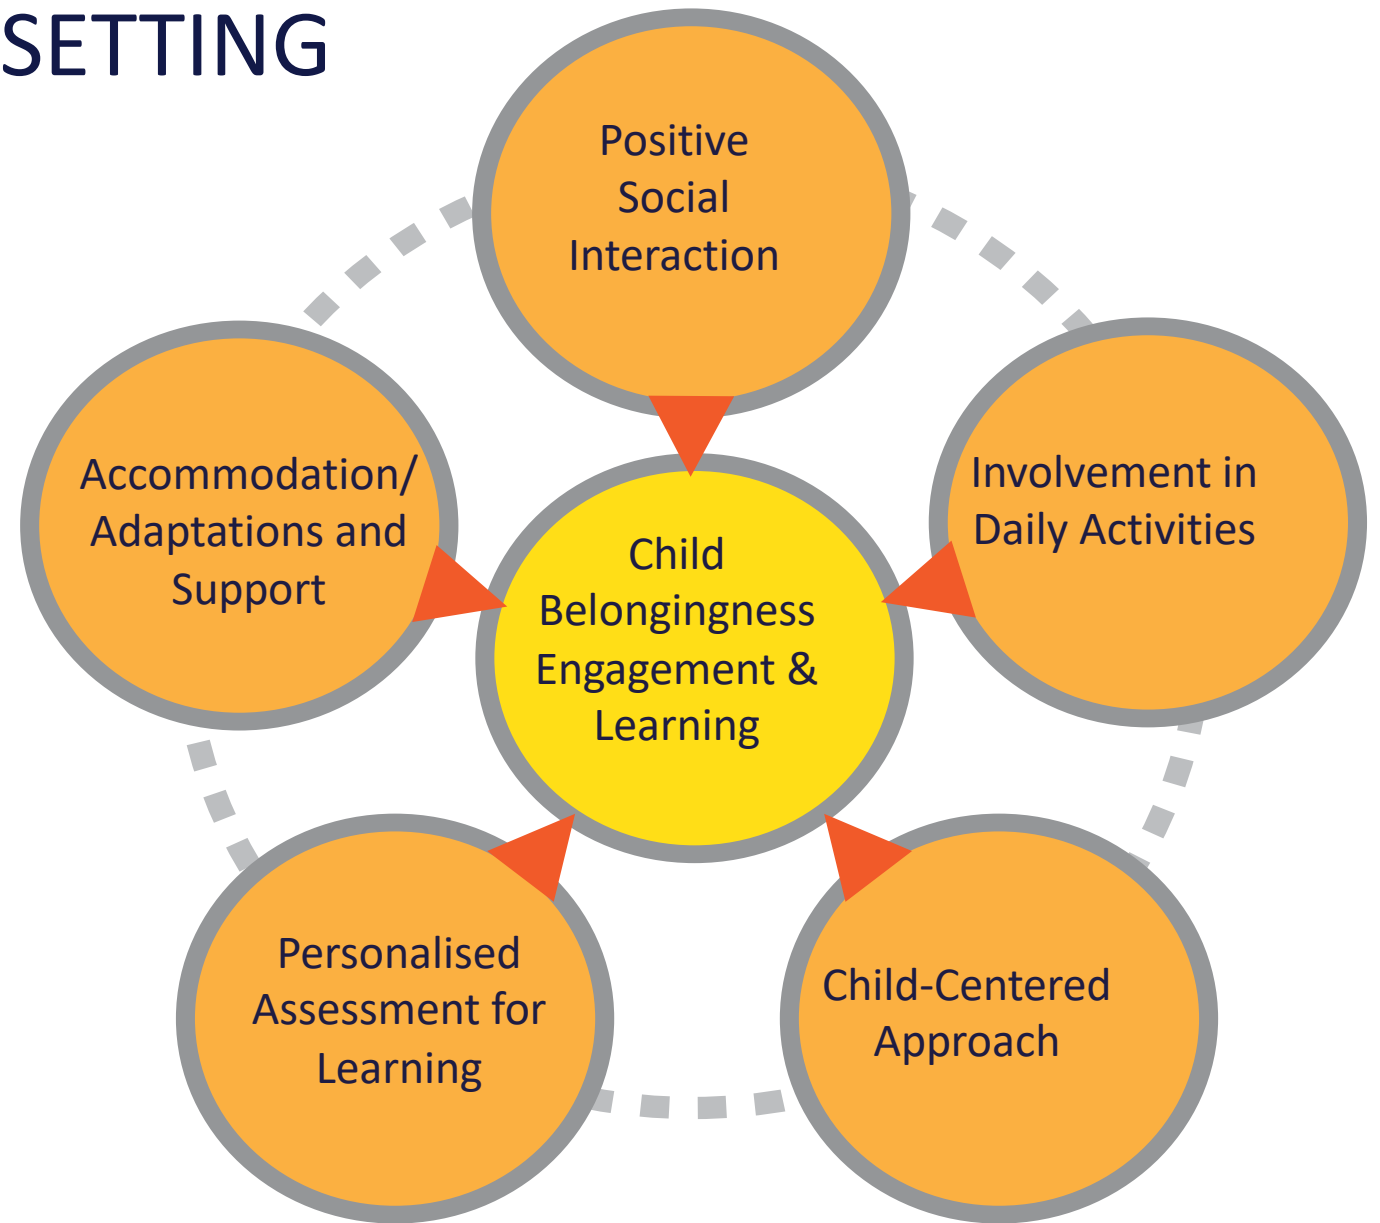 SETTING
Positive
Social
Interaction
Accommodation/
Adaptations and
Support
Involvement in
Daily Activities
Child
Belongingness
Engagement &
Learning
Personalised
Assessment for
Learning
Child-Centered
Approach